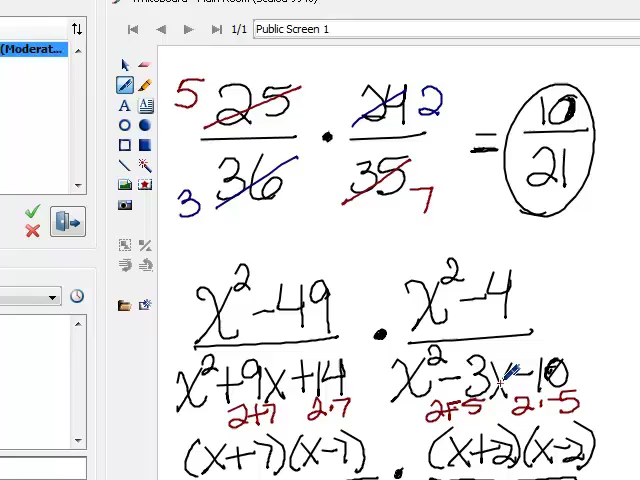 (Moderat...
1/1 Public Screen 1
5 25/36 3 · 24 2/35 7 = 10/21
x² - 49 · x² - 4
x² + 9x + 14 x² - 3x - 10
2+7 2·7 2+-5 2·-5
(x+7)(x-7) · (x+2)(x-2)